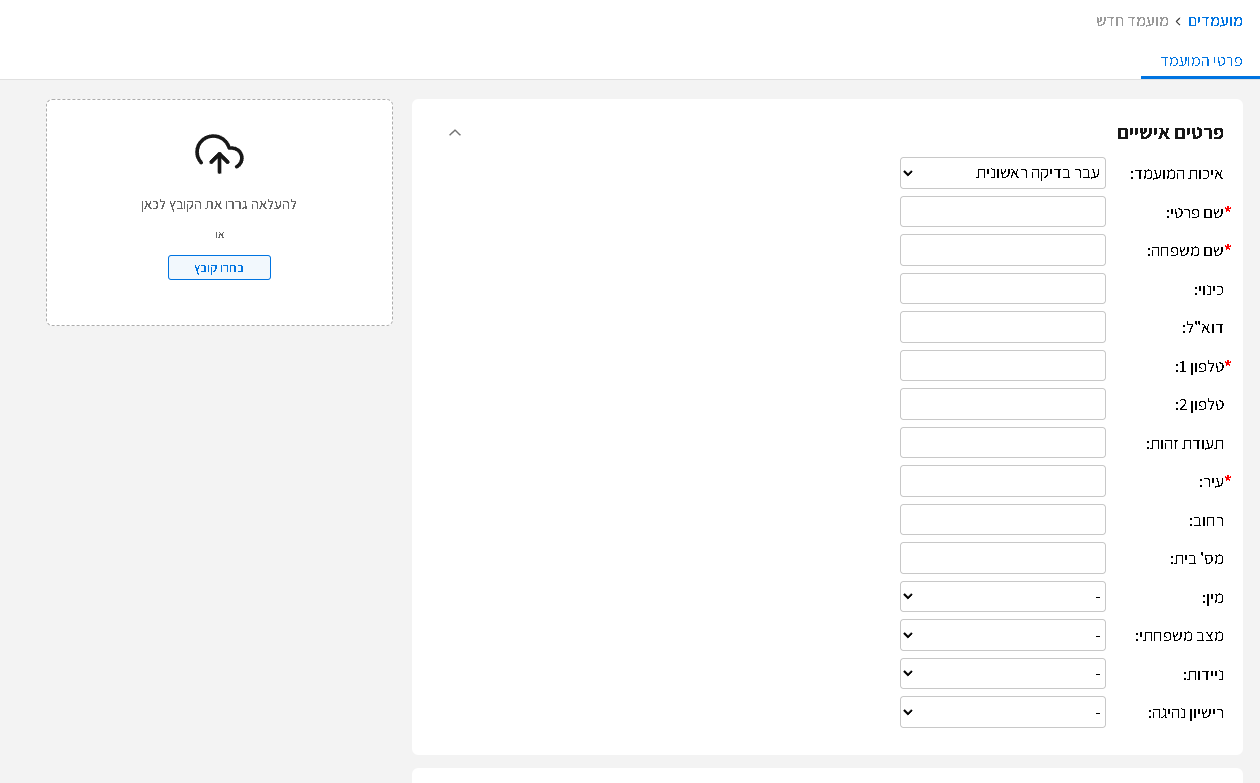 מועמדים › מועמד חדש
פרטי המועמד
פרטים אישיים
איכות המועמד: עבר בדיקה ראשונית
*שם פרטי:
*שם משפחה:
כינוי:
דוא"ל:
*טלפון 1:
טלפון 2:
תעודת זהות:
*עיר:
רחוב:
מס' בית:
מין: -
מצב משפחתי: -
ניידות: -
רישיון נהיגה: -
להעלאה גררו את הקובץ לכאן
או
בחרו קובץ